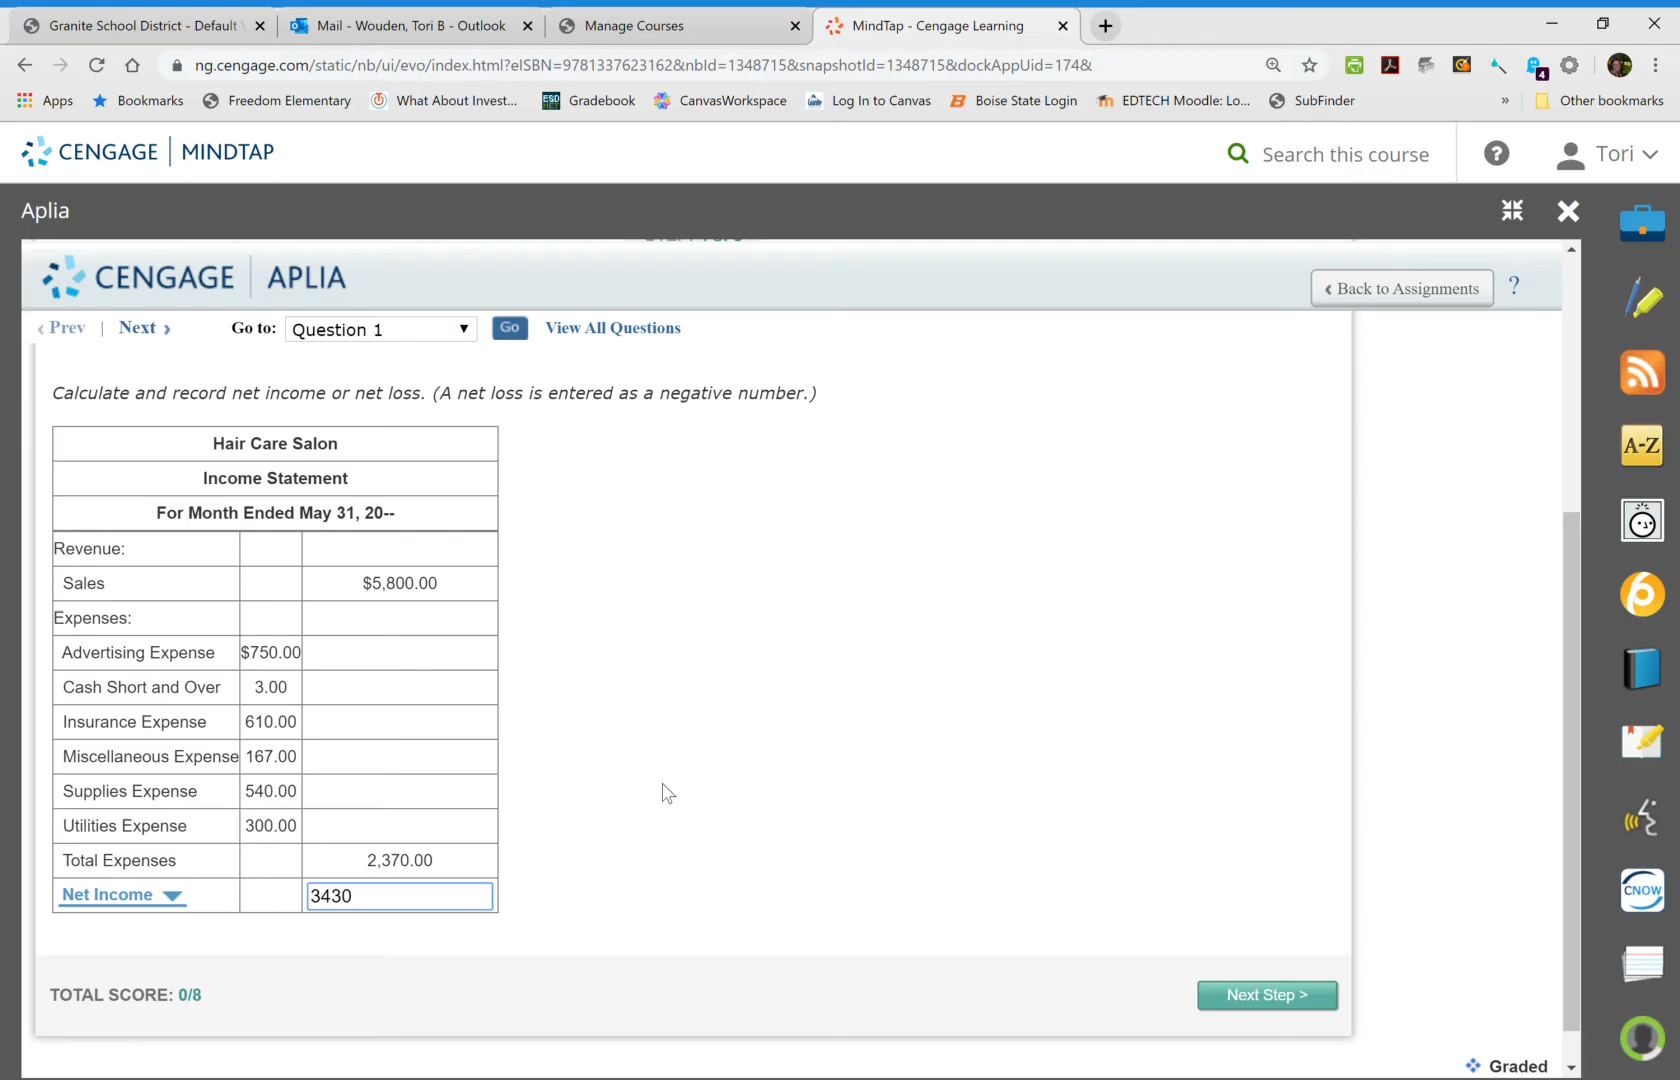 Granite School District - Default
Mail - Wouden, Tori B - Outlook
Manage Courses
MindTap - Cengage Learning
ng.cengage.com/static/nb/ui/evo/index.html?eISBN=9781337623162&nbId=1348715&snapshotId=1348715&dockAppUid=174&
4
Apps
Bookmarks
Freedom Elementary
What About Invest...
Gradebook
CanvasWorkspace
Log In to Canvas
Boise State Login
EDTECH Moodle: Lo...
SubFinder
»
Other bookmarks
CENGAGE | MINDTAP
Search this course
?
Tori
Aplia
CENGAGE | APLIA
‹ Back to Assignments
?
‹ Prev | Next ›
Go to: Question 1
Go
View All Questions
Calculate and record net income or net loss. (A net loss is entered as a negative number.)
Hair Care Salon
Income Statement
For Month Ended May 31, 20--
Revenue:
Sales $5,800.00
Expenses:
Advertising Expense $750.00
Cash Short and Over 3.00
Insurance Expense 610.00
Miscellaneous Expense 167.00
Supplies Expense 540.00
Utilities Expense 300.00
Total Expenses 2,370.00
Net Income 3430
TOTAL SCORE: 0/8
Next Step >
Graded
A-Z
CNOW